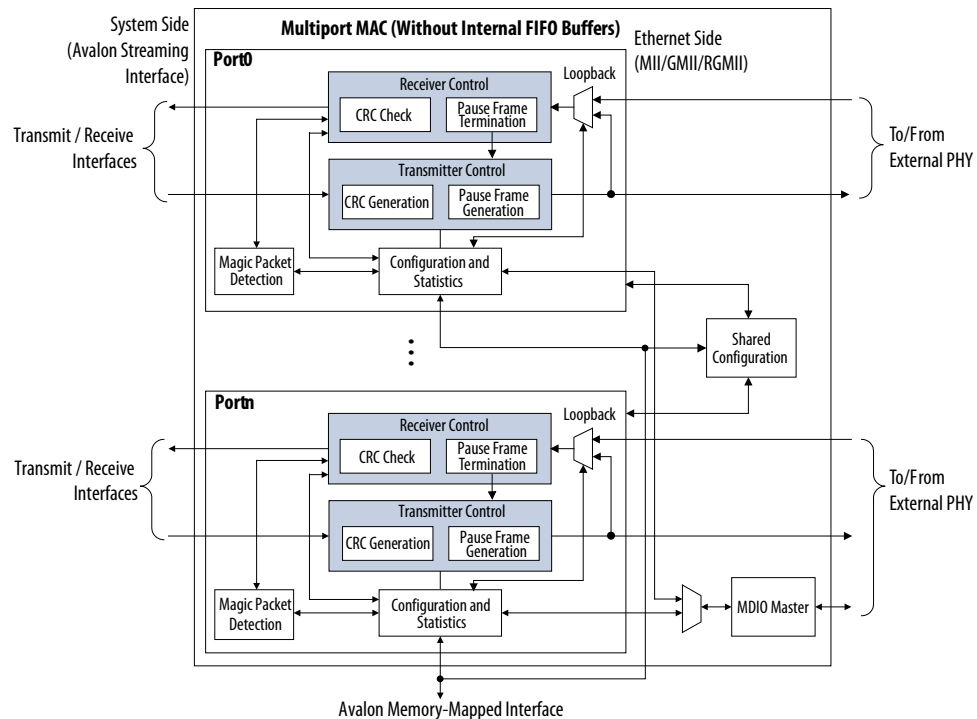 System Side
(Avalon Streaming
Interface)
Multiport MAC (Without Internal FIFO Buffers)
Ethernet Side
(MII/GMII/RGMII)
Port0
Receiver Control
CRC Check
Pause Frame
Termination
Loopback
Transmit / Receive
Interfaces
To/From
External PHY
Transmitter Control
CRC Generation
Pause Frame
Generation
Magic Packet
Detection
Configuration and
Statistics
Shared
Configuration
Portn
Receiver Control
CRC Check
Pause Frame
Termination
Loopback
Transmit / Receive
Interfaces
To/From
External PHY
Transmitter Control
CRC Generation
Pause Frame
Generation
Magic Packet
Detection
Configuration and
Statistics
MDIO Master
Avalon Memory-Mapped Interface